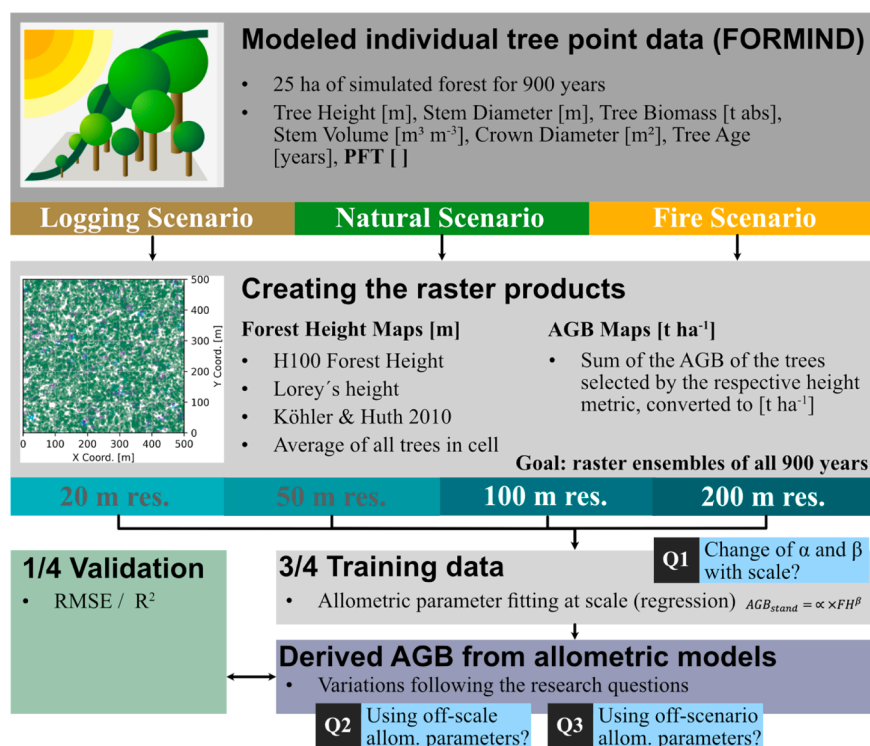 Modeled individual tree point data (FORMIND)
• 25 ha of simulated forest for 900 years
• Tree Height [m], Stem Diameter [m], Tree Biomass [t abs],
Stem Volume [m³ m⁻³], Crown Diameter [m²], Tree Age
[years], PFT [ ]
Logging Scenario
Natural Scenario
Fire Scenario
Creating the raster products
500
400
300
200
100
0
Y Coord. [m]
0 100 200 300 400 500
X Coord. [m]
Forest Height Maps [m]
• H100 Forest Height
• Lorey´s height
• Köhler & Huth 2010
• Average of all trees in cell
AGB Maps [t ha⁻¹]
• Sum of the AGB of the trees
selected by the respective height
metric, converted to [t ha⁻¹]
Goal: raster ensembles of all 900 years
20 m res.
50 m res.
100 m res.
200 m res.
1/4 Validation
• RMSE / R²
3/4 Training data
Q1
Change of α and β
with scale?
• Allometric parameter fitting at scale (regression) AGB_stand = ∝ ×FH^β
Derived AGB from allometric models
• Variations following the research questions
Q2
Using off-scale
allom. parameters?
Q3
Using off-scenario
allom. parameters?